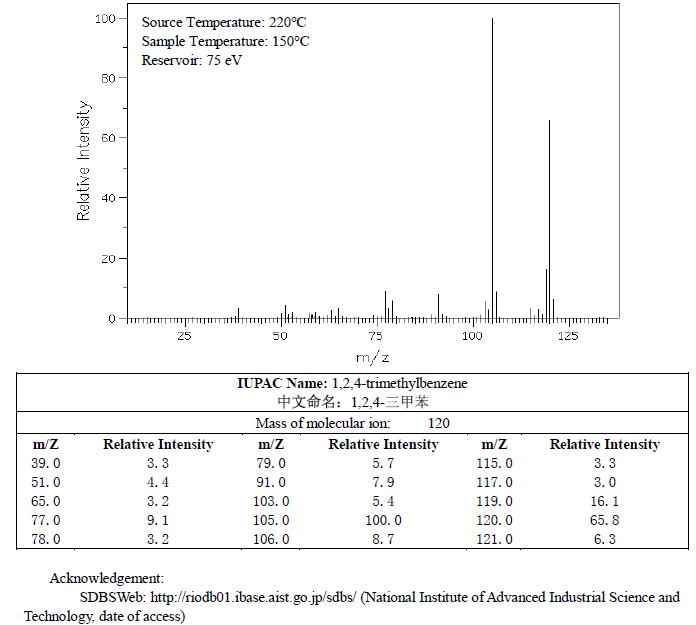 Source Temperature: 220℃
Sample Temperature: 150℃
Reservoir: 75 eV
100
80
60
40
20
0
Relative Intensity
25 50 75 100 125
m/z
IUPAC Name: 1,2,4-trimethylbenzene
中文命名：1,2,4-三甲苯
Mass of molecular ion: 120
m/Z Relative Intensity m/Z Relative Intensity m/Z Relative Intensity
39.0 3.3 79.0 5.7 115.0 3.3
51.0 4.4 91.0 7.9 117.0 3.0
65.0 3.2 103.0 5.4 119.0 16.1
77.0 9.1 105.0 100.0 120.0 65.8
78.0 3.2 106.0 8.7 121.0 6.3
Acknowledgement:
SDBSWeb: http://riodb01.ibase.aist.go.jp/sdbs/ (National Institute of Advanced Industrial Science and
Technology, date of access)